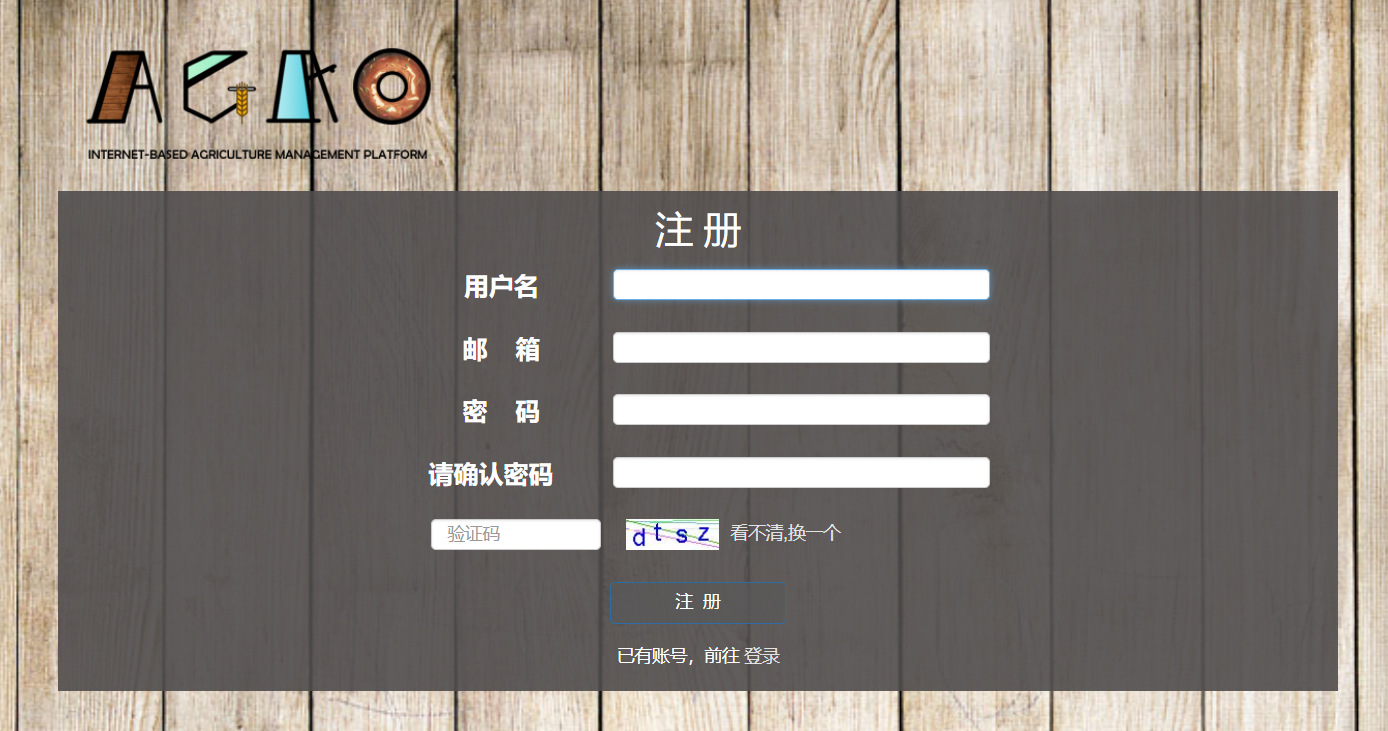 AGAO
INTERNET-BASED AGRICULTURE MANAGEMENT PLATFORM
注 册
用户名
邮 箱
密 码
请确认密码
验证码 dtsz 看不清,换一个
注 册
已有账号，前往 登录